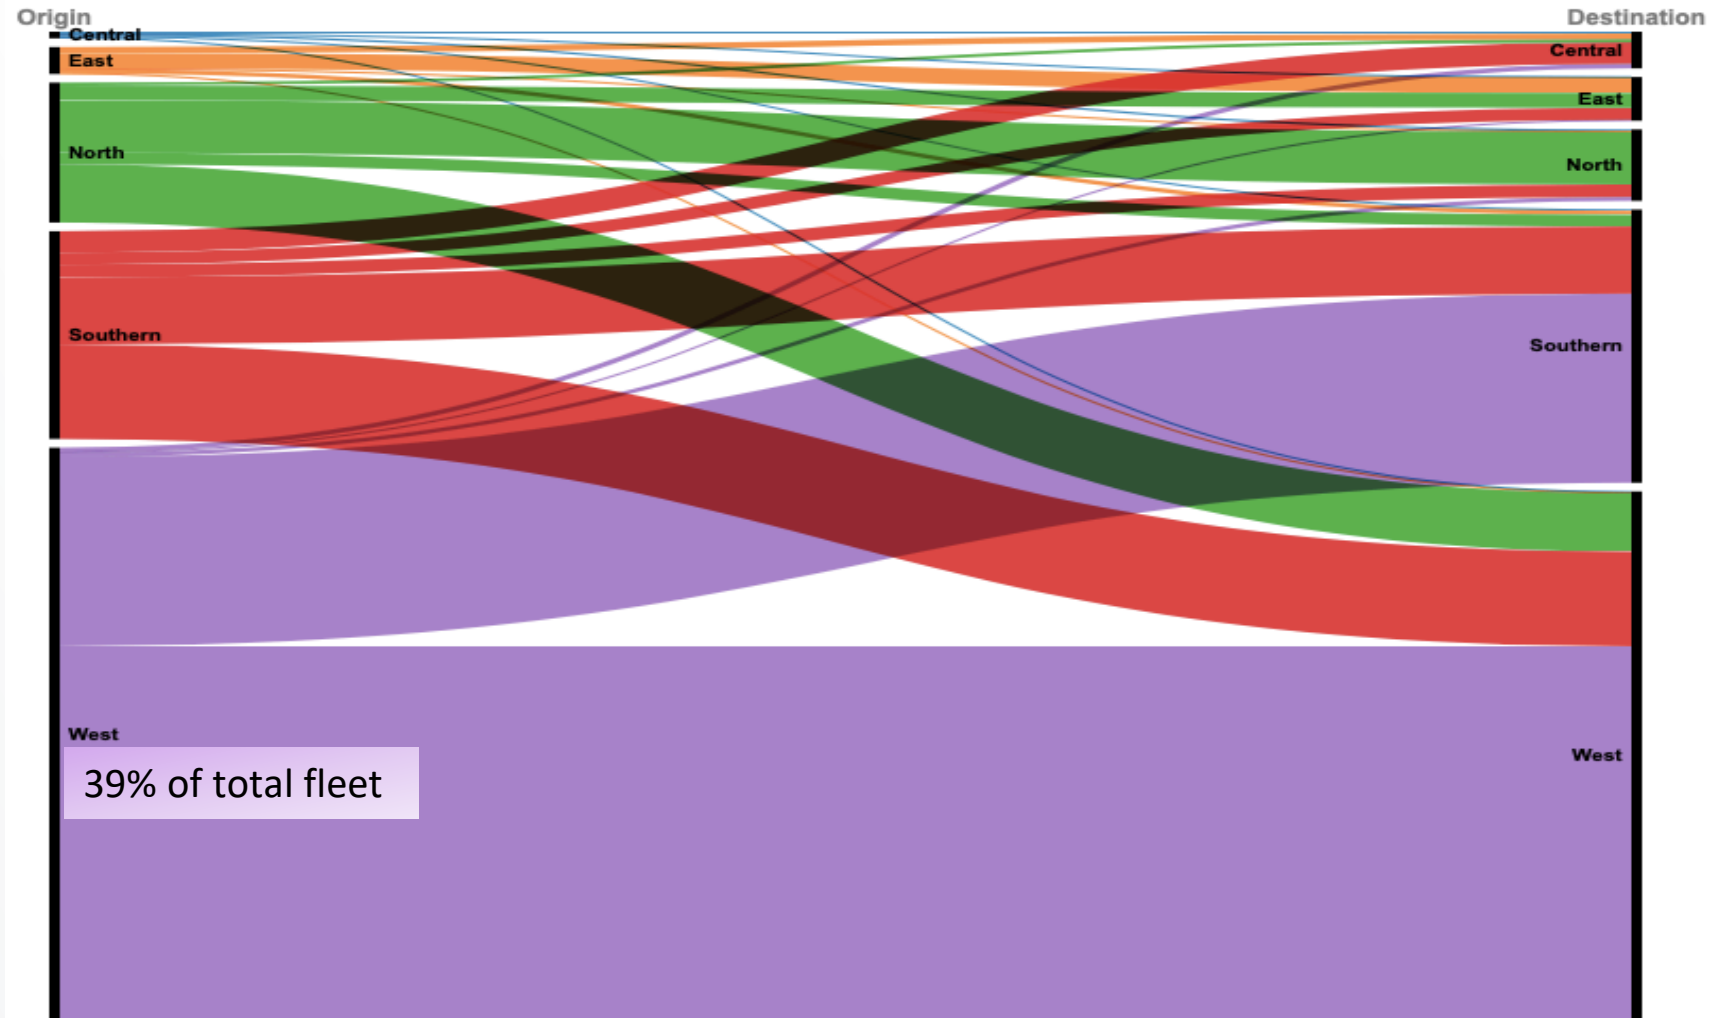 Origin
Destination
Central
East
North
Southern
West
39% of total fleet
Central
East
North
Southern
West